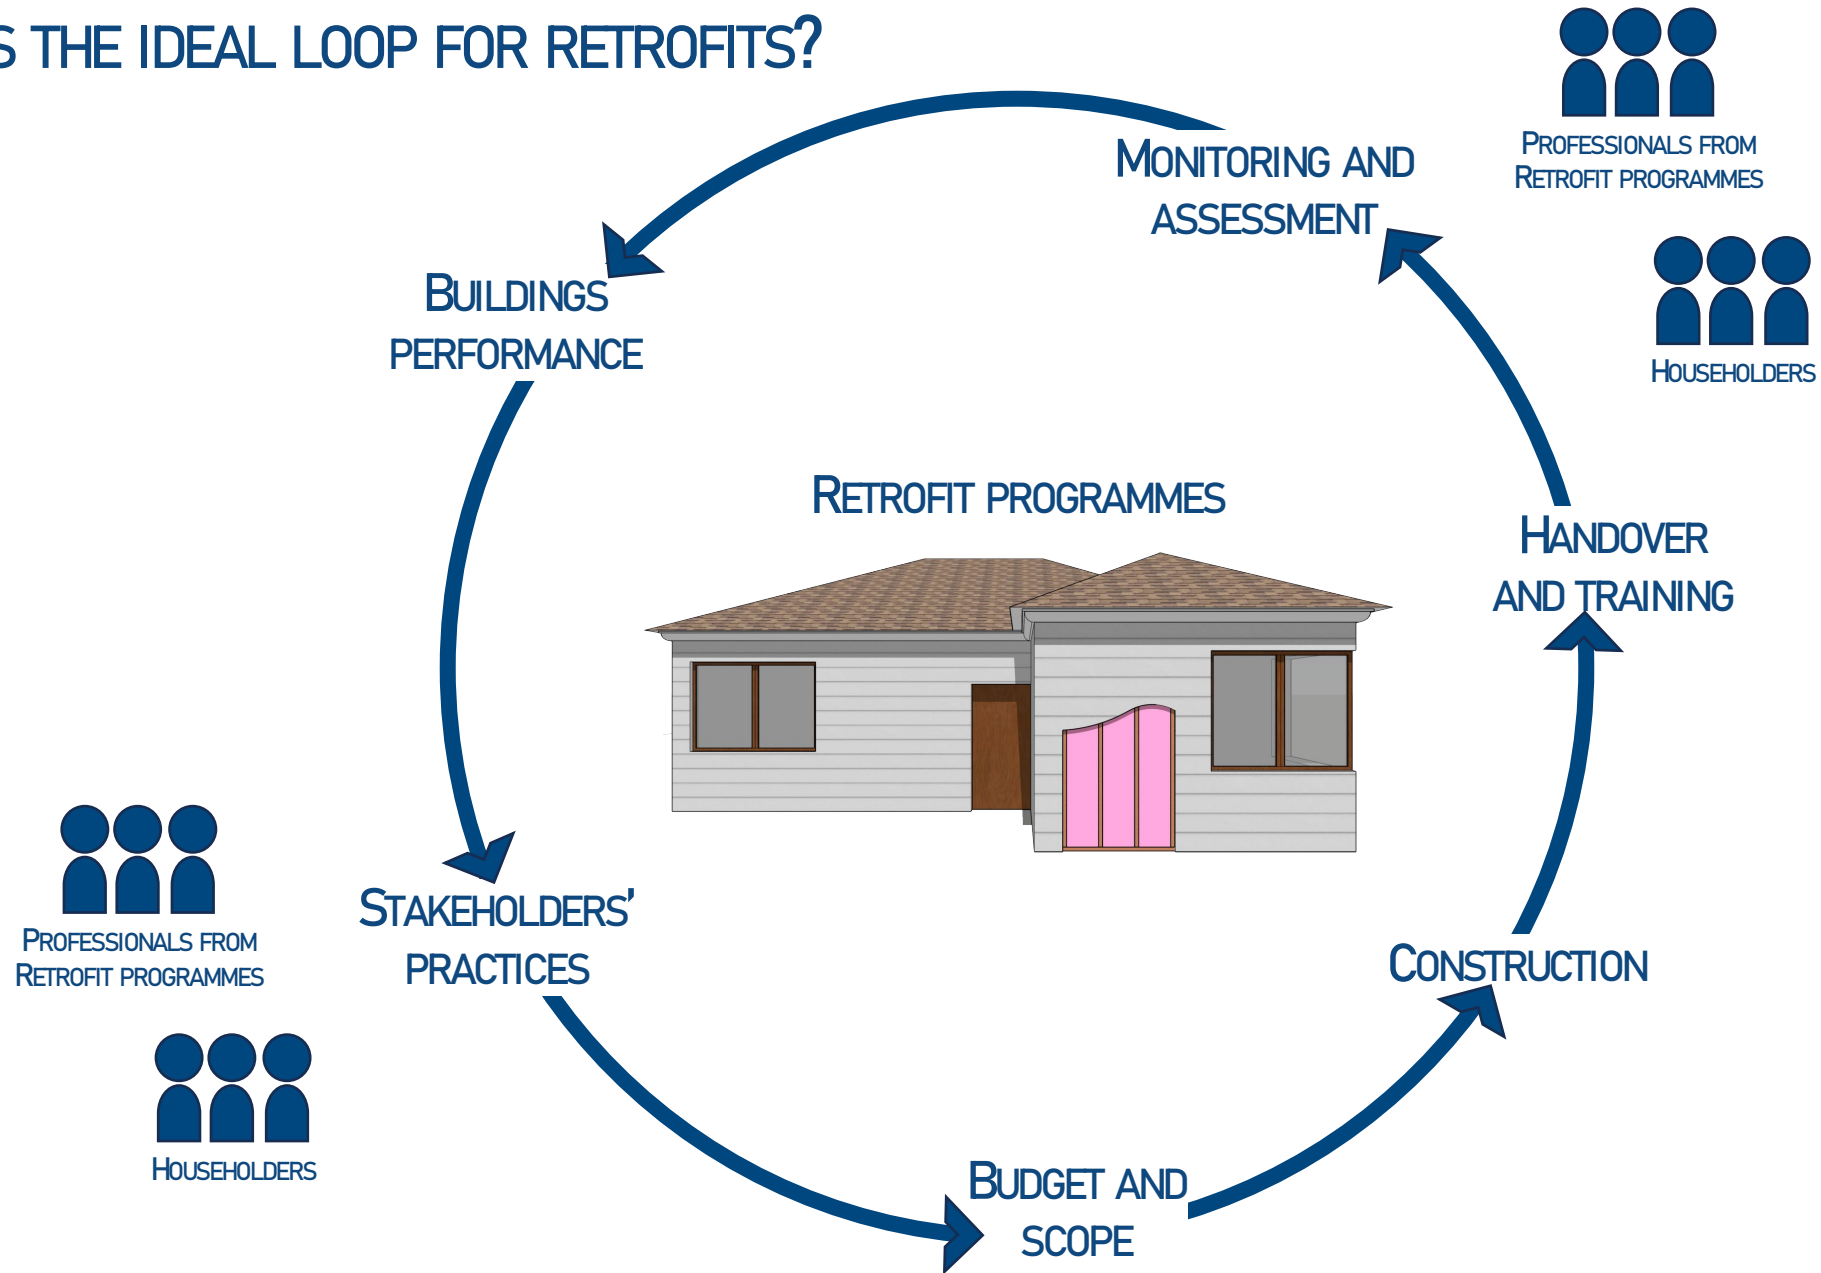 S THE IDEAL LOOP FOR RETROFITS?
PROFESSIONALS FROM
RETROFIT PROGRAMMES
MONITORING AND
ASSESSMENT
HOUSEHOLDERS
BUILDINGS
PERFORMANCE
RETROFIT PROGRAMMES
HANDOVER
AND TRAINING
STAKEHOLDERS'
PRACTICES
PROFESSIONALS FROM
RETROFIT PROGRAMMES
CONSTRUCTION
HOUSEHOLDERS
BUDGET AND
SCOPE